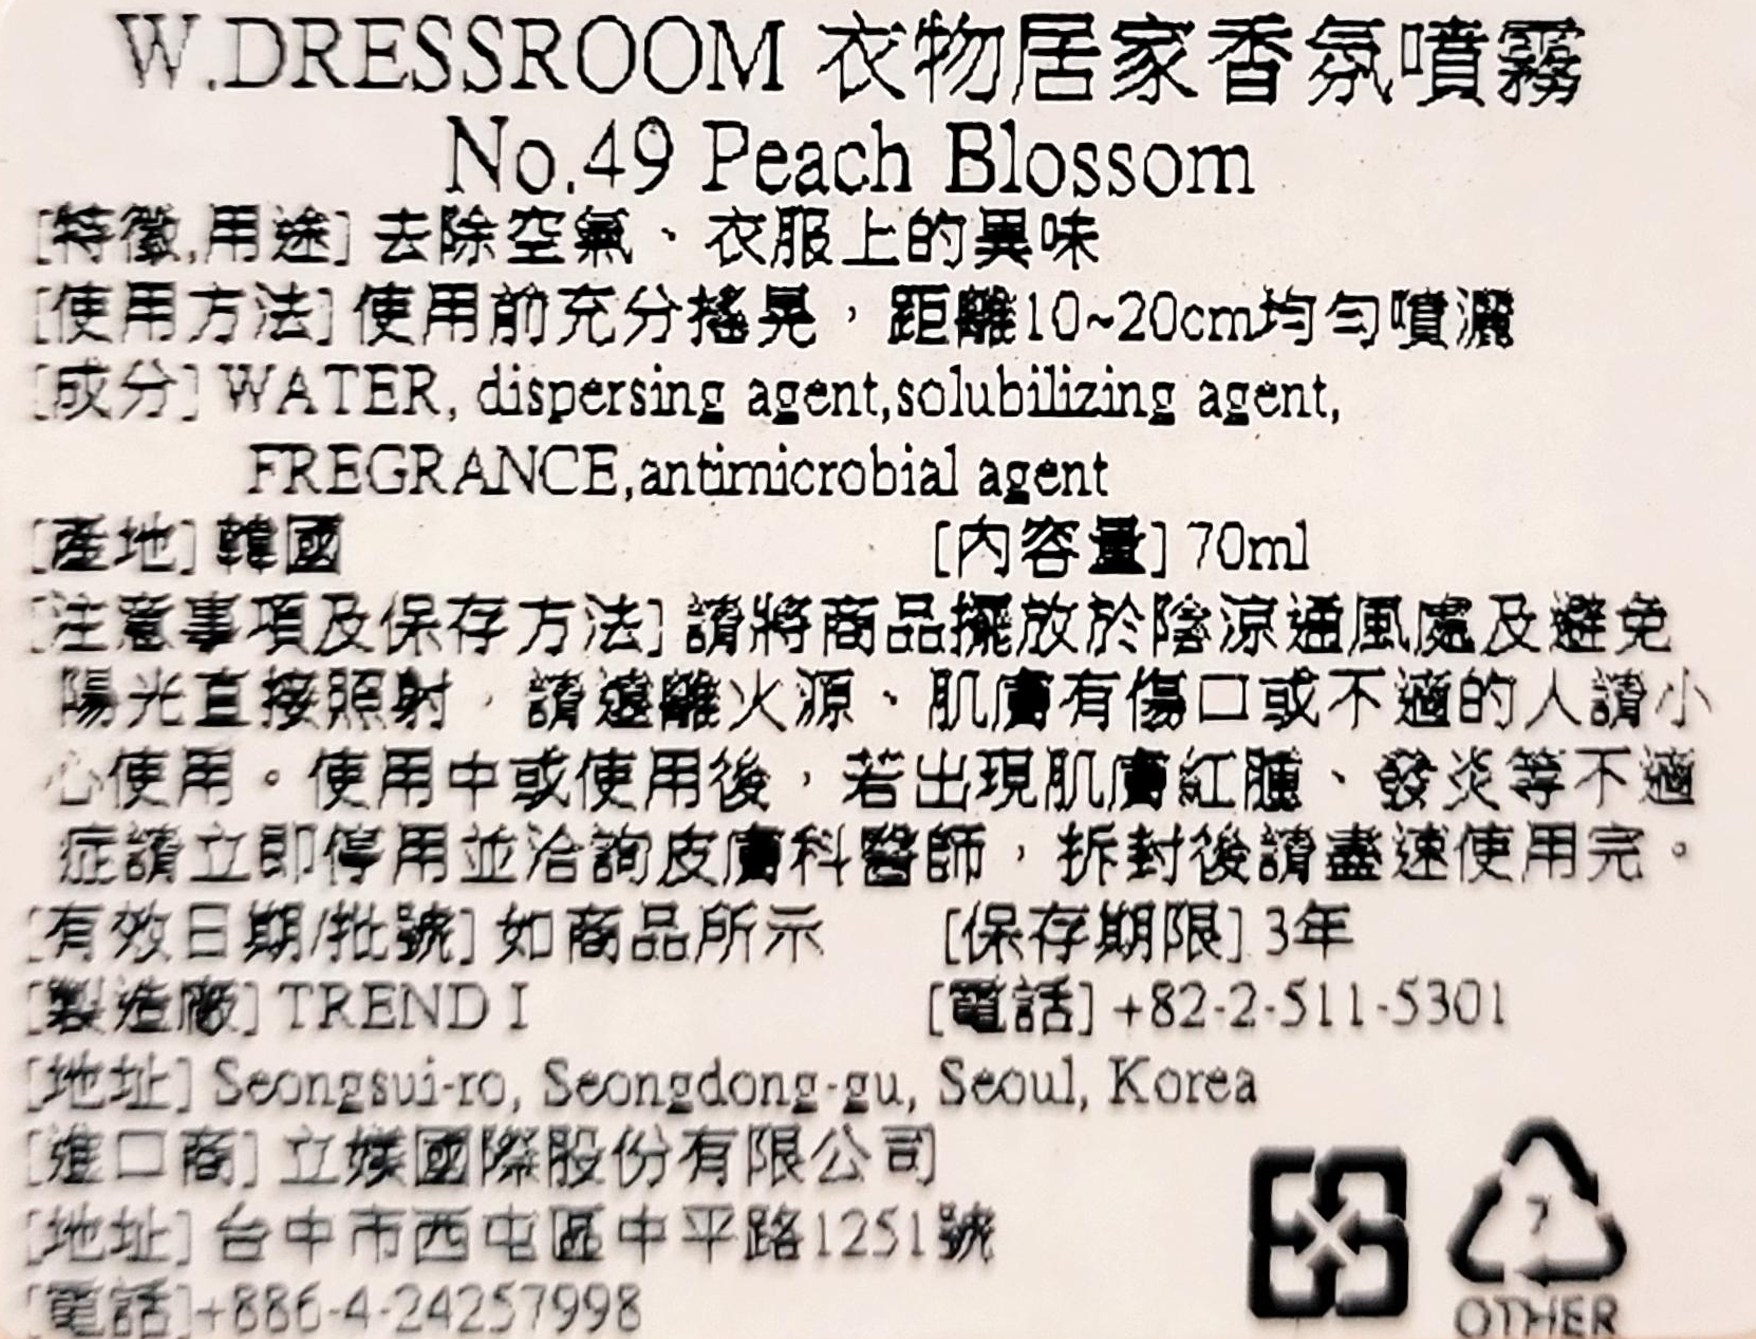 W.DRESSROOM 衣物居家香氛噴霧
No.49 Peach Blossom
[特徵,用途] 去除空氣、衣服上的異味
[使用方法] 使用前充分搖晃，距離10~20cm均勻噴灑
[成分] WATER, dispersing agent,solubilizing agent,
FREGRANCE,antimicrobial agent
[產地] 韓國 [內容量] 70ml
[注意事項及保存方法] 請將商品擺放於陰涼通風處及避免
陽光直接照射，請遠離火源、肌膚有傷口或不適的人請小
心使用。使用中或使用後，若出現肌膚紅腫、發炎等不適
症請立即停用並洽詢皮膚科醫師，拆封後請盡速使用完。
[有效日期/批號] 如商品所示 [保存期限] 3年
[製造廠] TREND I [電話] +82-2-511-5301
[地址] Seongsui-ro, Seongdong-gu, Seoul, Korea
[進口商] 立媄國際股份有限公司
[地址] 台中市西屯區中平路1251號
[電話]+886-4-24257998
7
OTHER